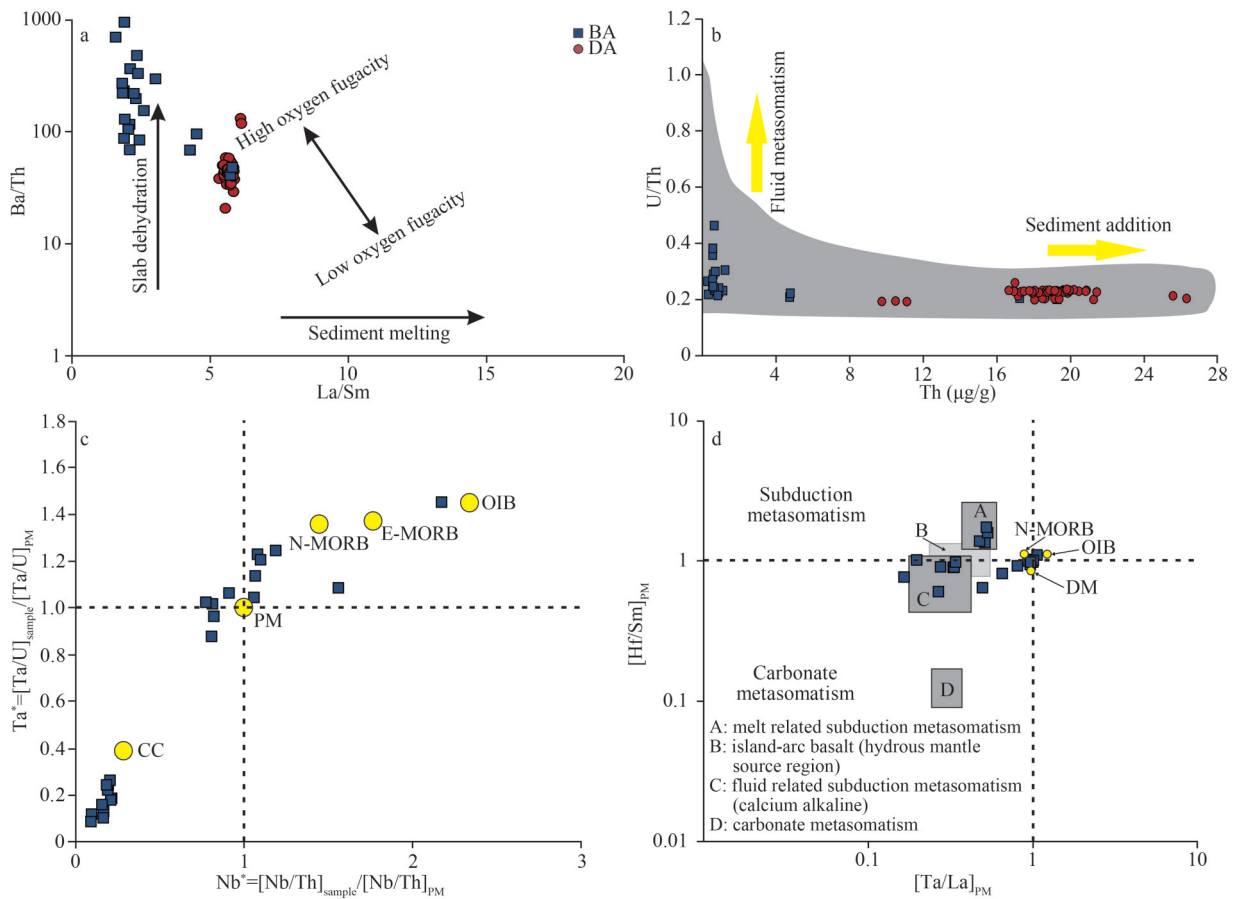 a
BA
DA
1000
100
10
1
Ba/Th
Slab dehydration
High oxygen fugacity
Low oxygen fugacity
Sediment melting
0
5
10
15
20
La/Sm
b
1.2
1.0
0.8
0.6
0.4
0.2
0
U/Th
Fluid metasomatism
Sediment addition
4
8
12
16
20
24
28
Th (μg/g)
c
1.8
1.6
1.4
1.2
1.0
0.8
0.6
0.4
0.2
0
Ta*=[Ta/U]sample/[Ta/U]PM
OIB
E-MORB
N-MORB
PM
CC
0
1
2
3
Nb*=[Nb/Th]sample/[Nb/Th]PM
d
10
1
0.1
0.01
[Hf/Sm]PM
Subduction
metasomatism
A
B
N-MORB
OIB
DM
C
Carbonate
metasomatism
D
A: melt related subduction metasomatism
B: island-arc basalt (hydrous mantle
source region)
C: fluid related subduction metasomatism
(calcium alkaline)
D: carbonate metasomatism
0.1
1
10
[Ta/La]PM